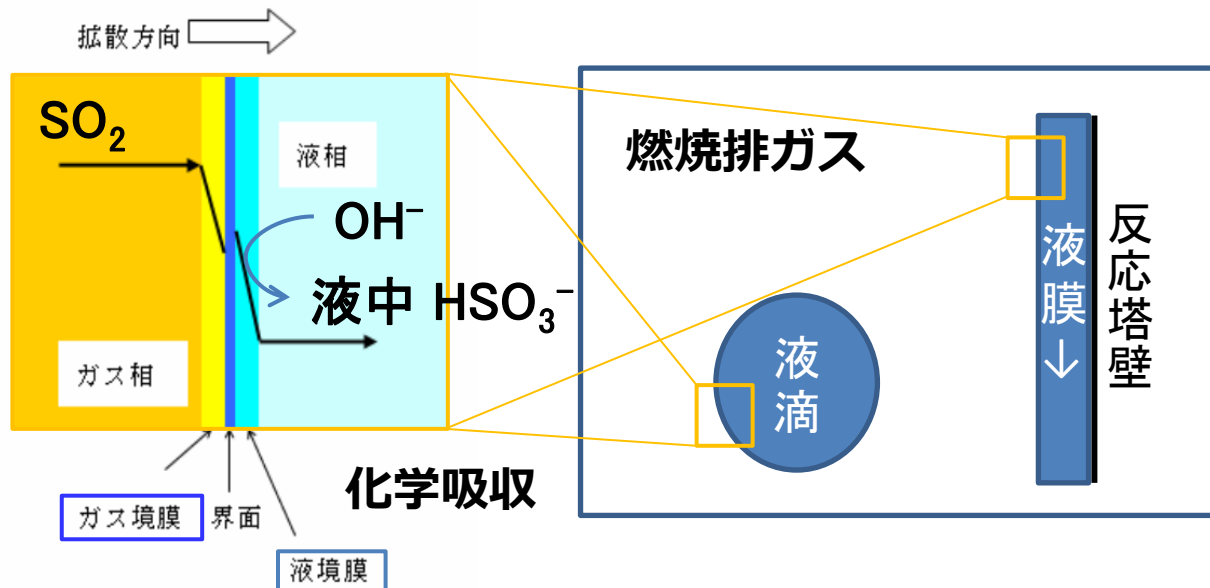 拡散方向
SO₂
液相
OH⁻
液中 HSO₃⁻
ガス相
ガス境膜
界面
液境膜
化学吸収
燃焼排ガス
液滴
液膜↓
反応塔壁